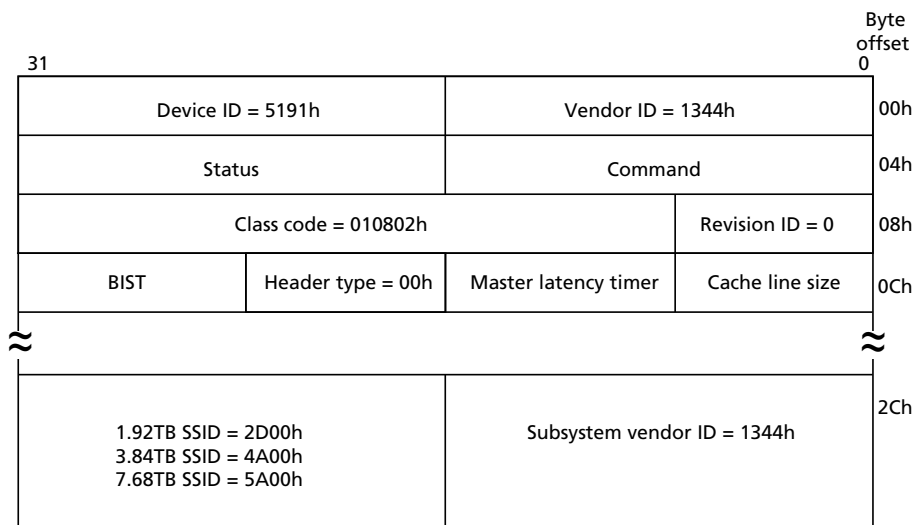 Byte
offset
31 0
Device ID = 5191h Vendor ID = 1344h 00h
Status Command 04h
Class code = 010802h Revision ID = 0 08h
BIST Header type = 00h Master latency timer Cache line size 0Ch
≈ ≈
2Ch
1.92TB SSID = 2D00h Subsystem vendor ID = 1344h
3.84TB SSID = 4A00h
7.68TB SSID = 5A00h